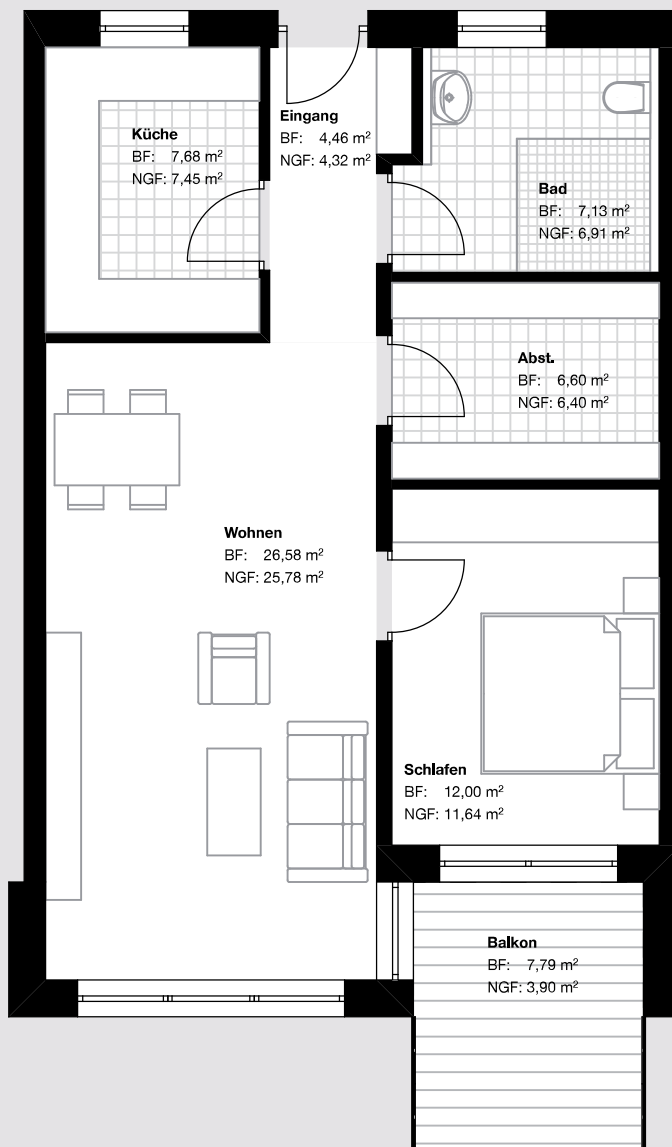 Küche
BF: 7,68 m²
NGF: 7,45 m²
Eingang
BF: 4,46 m²
NGF: 4,32 m²
Bad
BF: 7,13 m²
NGF: 6,91 m²
Abst.
BF: 6,60 m²
NGF: 6,40 m²
Wohnen
BF: 26,58 m²
NGF: 25,78 m²
Schlafen
BF: 12,00 m²
NGF: 11,64 m²
Balkon
BF: 7,79 m²
NGF: 3,90 m²